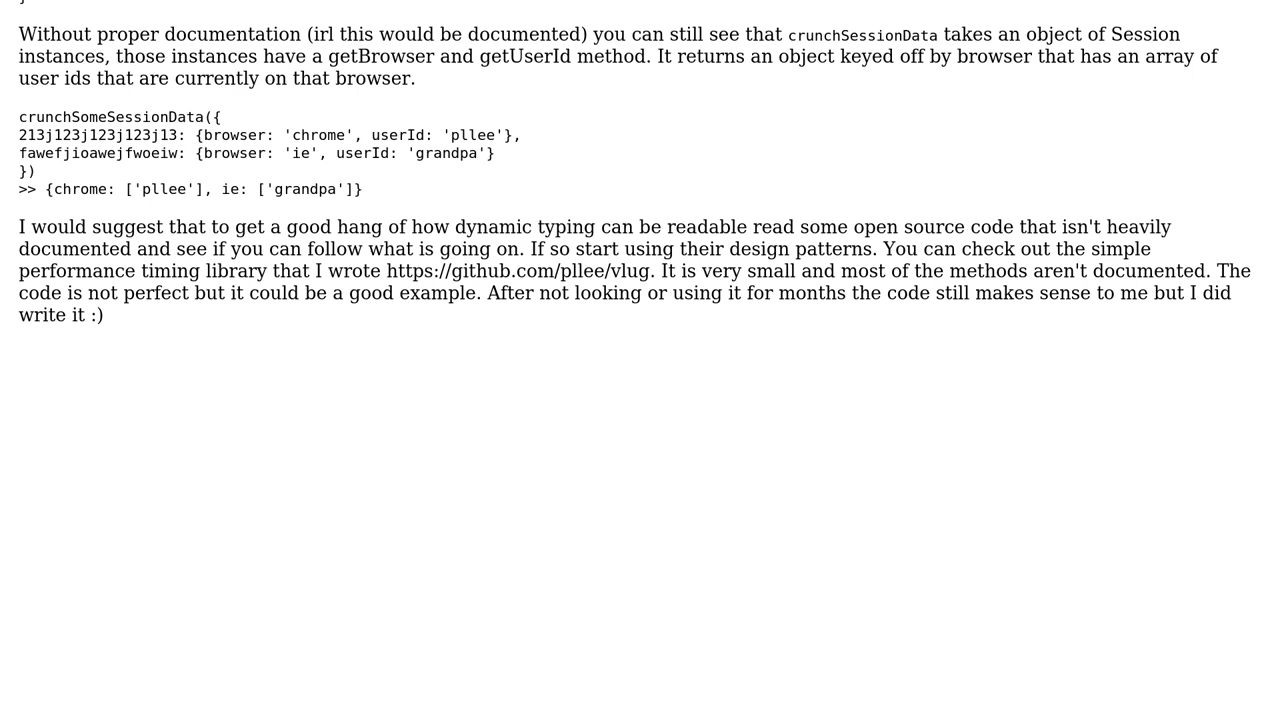 Without proper documentation (irl this would be documented) you can still see that crunchSessionData takes an object of Session
instances, those instances have a getBrowser and getUserId method. It returns an object keyed off by browser that has an array of
user ids that are currently on that browser.
crunchSomeSessionData({
213j123j123j123j13: {browser: 'chrome', userId: 'pllee'},
fawefjioawejfwoeiw: {browser: 'ie', userId: 'grandpa'}
})
>> {chrome: ['pllee'], ie: ['grandpa']}
I would suggest that to get a good hang of how dynamic typing can be readable read some open source code that isn't heavily
documented and see if you can follow what is going on. If so start using their design patterns. You can check out the simple
performance timing library that I wrote https://github.com/pllee/vlug. It is very small and most of the methods aren't documented. The
code is not perfect but it could be a good example. After not looking or using it for months the code still makes sense to me but I did
write it :)